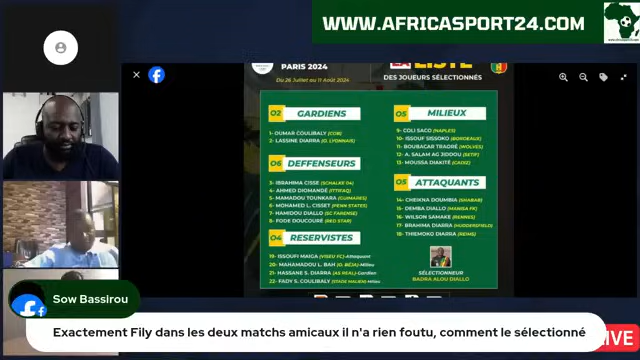 WWW.AFRICASPORT24.COM
PARIS 2024
LA LISTE
Du 26 Juillet au 11 Août 2024
DES JOUEURS SÉLECTIONNÉS
02 GARDIENS
1- OUMAR COULIBALY (COB)
2- LASSINE DIARRA (O. LYONNAIS)
06 DEFFENSEURS
3- IBRAHIMA CISSE (SCHALKE 04)
4- AHMED DIOMANDÉ (ITTIFAQ)
5- MAMADOU TOUNKARA (GUIMARES)
6- MOHAMED L. CISSET (PENN STATES)
7- HAMIDOU DIALLO (SC FARENSE)
8- FODE DOUCOURÉ (RED STAR)
04 RESERVISTES
19- ISSOUFI MAIGA (VISEU FC)-Attaquant
20- MAHAMADOU L. BAH (O. BÉJA)-Milieu
21- HASSANE S. DIARRA (AS REAL)-Gardien
22- FADY S. COULIBALY (STADE MALIEN)-Milieu
05 MILIEUX
9- COLI SACO (NAPLES)
10- ISSOUF SISSOKO (BORDEAUX)
11- BOUBACAR TRAORÉ (WOLVES)
12- A. SALAM AG JIDDOU (SETIF)
13- MOUSSA DIAKITÉ (CADIZ)
05 ATTAQUANTS
14- CHEIKNA DOUMBIA (SHABAB)
15- DEMBA DIALLO (MANSA FK)
16- WILSON SAMAKE (RENNES)
17- BRAHIMA DIARRA (HUDDERSFIELD)
18- THIEMOKO DIARRA (REIMS)
SÉLECTIONNEUR
BADRA ALOU DIALLO
Sow Bassirou
Exactement Fily dans les deux matchs amicaux il n'a rien foutu, comment le sélectionné
LIVE